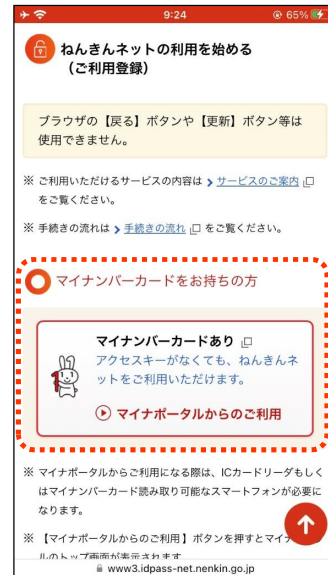 9:24
65%
ねんきんネットの利用を始める
（ご利用登録）
ブラウザの【戻る】ボタンや【更新】ボタン等は
使用できません。
※ ご利用いただけるサービスの内容は サービスのご案内
をご覧ください。
※ 手続きの流れは 手続きの流れ をご覧ください。
マイナンバーカードをお持ちの方
マイナンバーカードあり
アクセスキーがなくても、ねんきんネ
ットをご利用いただけます。
マイナポータルからのご利用
※ マイナポータルからご利用になる際は、ICカードリーダもしく
はマイナンバーカード読み取り可能なスマートフォンが必要に
なります。
※ 【マイナポータルからのご利用】ボタンを押すとマイナ
ルのトップ画面が表示されます
www3.idpass-net.nenkin.go.jp